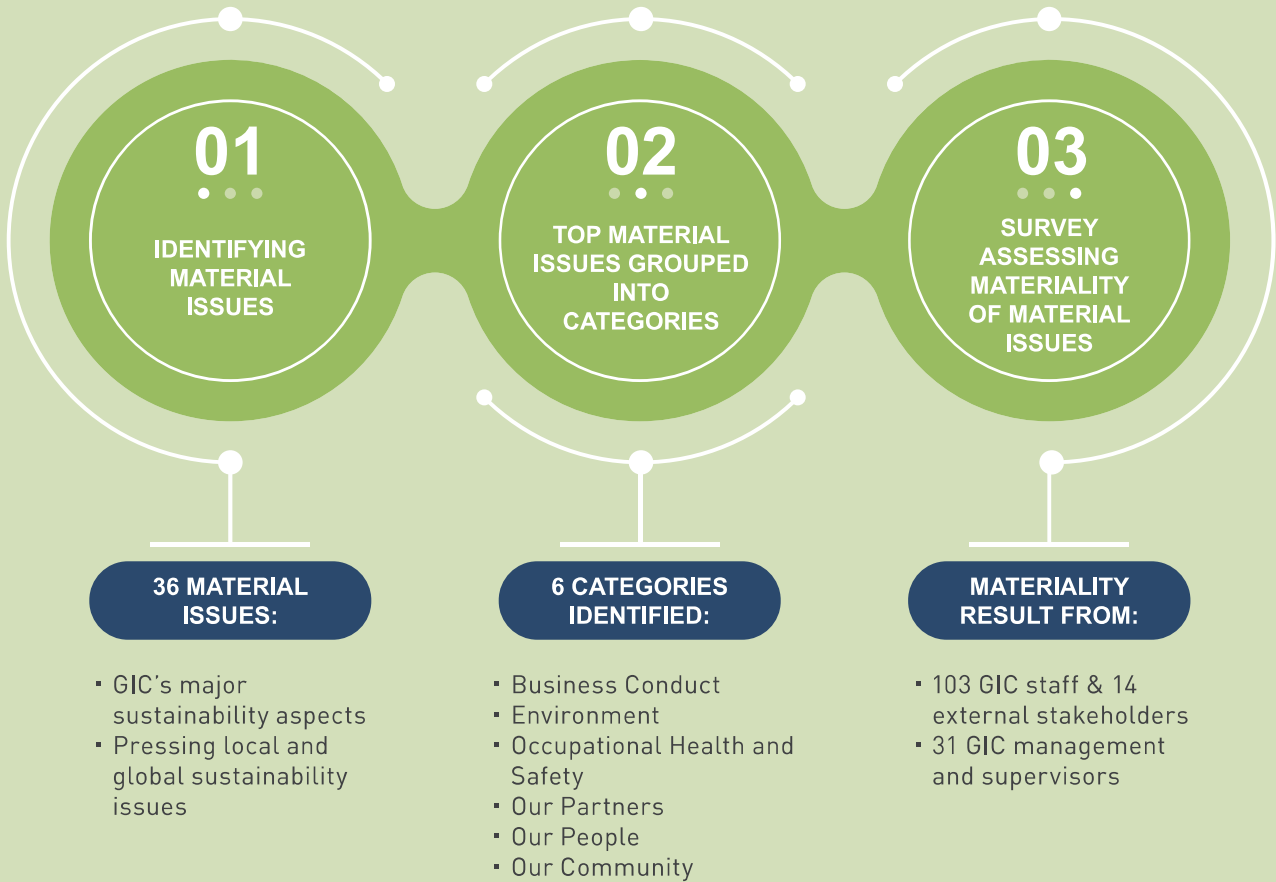 01
IDENTIFYING
MATERIAL
ISSUES
02
TOP MATERIAL
ISSUES GROUPED
INTO
CATEGORIES
03
SURVEY
ASSESSING
MATERIALITY
OF MATERIAL
ISSUES
36 MATERIAL
ISSUES:
▪ GIC’s major
sustainability aspects
▪ Pressing local and
global sustainability
issues
6 CATEGORIES
IDENTIFIED:
▪ Business Conduct
▪ Environment
▪ Occupational Health and
Safety
▪ Our Partners
▪ Our People
▪ Our Community
MATERIALITY
RESULT FROM:
▪ 103 GIC staff & 14
external stakeholders
▪ 31 GIC management
and supervisors